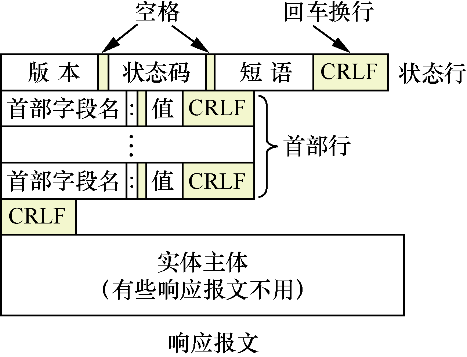 空格 回车换行
版本 状态码 短语 CRLF 状态行
首部字段名 : 值 CRLF
⋮ 首部行
首部字段名 : 值 CRLF
CRLF
实体主体
(有些响应报文不用)
响应报文